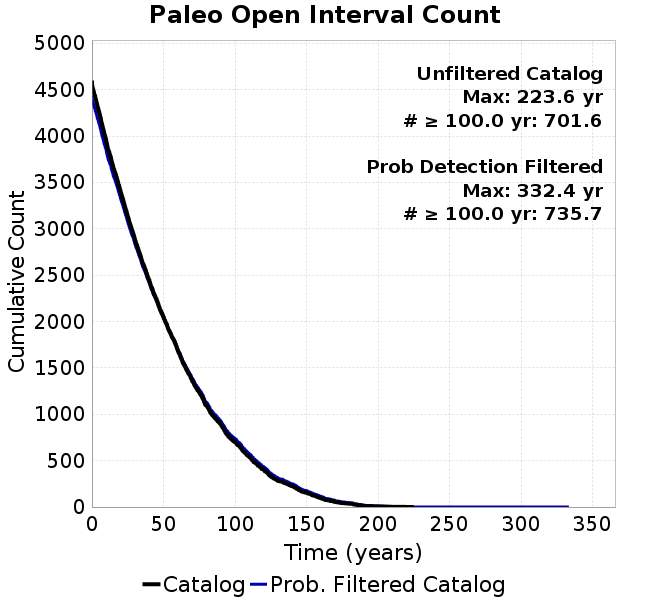 Paleo Open Interval Count
Unfiltered Catalog
Max: 223.6 yr
# ≥ 100.0 yr: 701.6
Prob Detection Filtered
Max: 332.4 yr
# ≥ 100.0 yr: 735.7
Cumulative Count
5000
4500
4000
3500
3000
2500
2000
1500
1000
500
0
0 50 100 150 200 250 300 350
Time (years)
Catalog Prob. Filtered Catalog